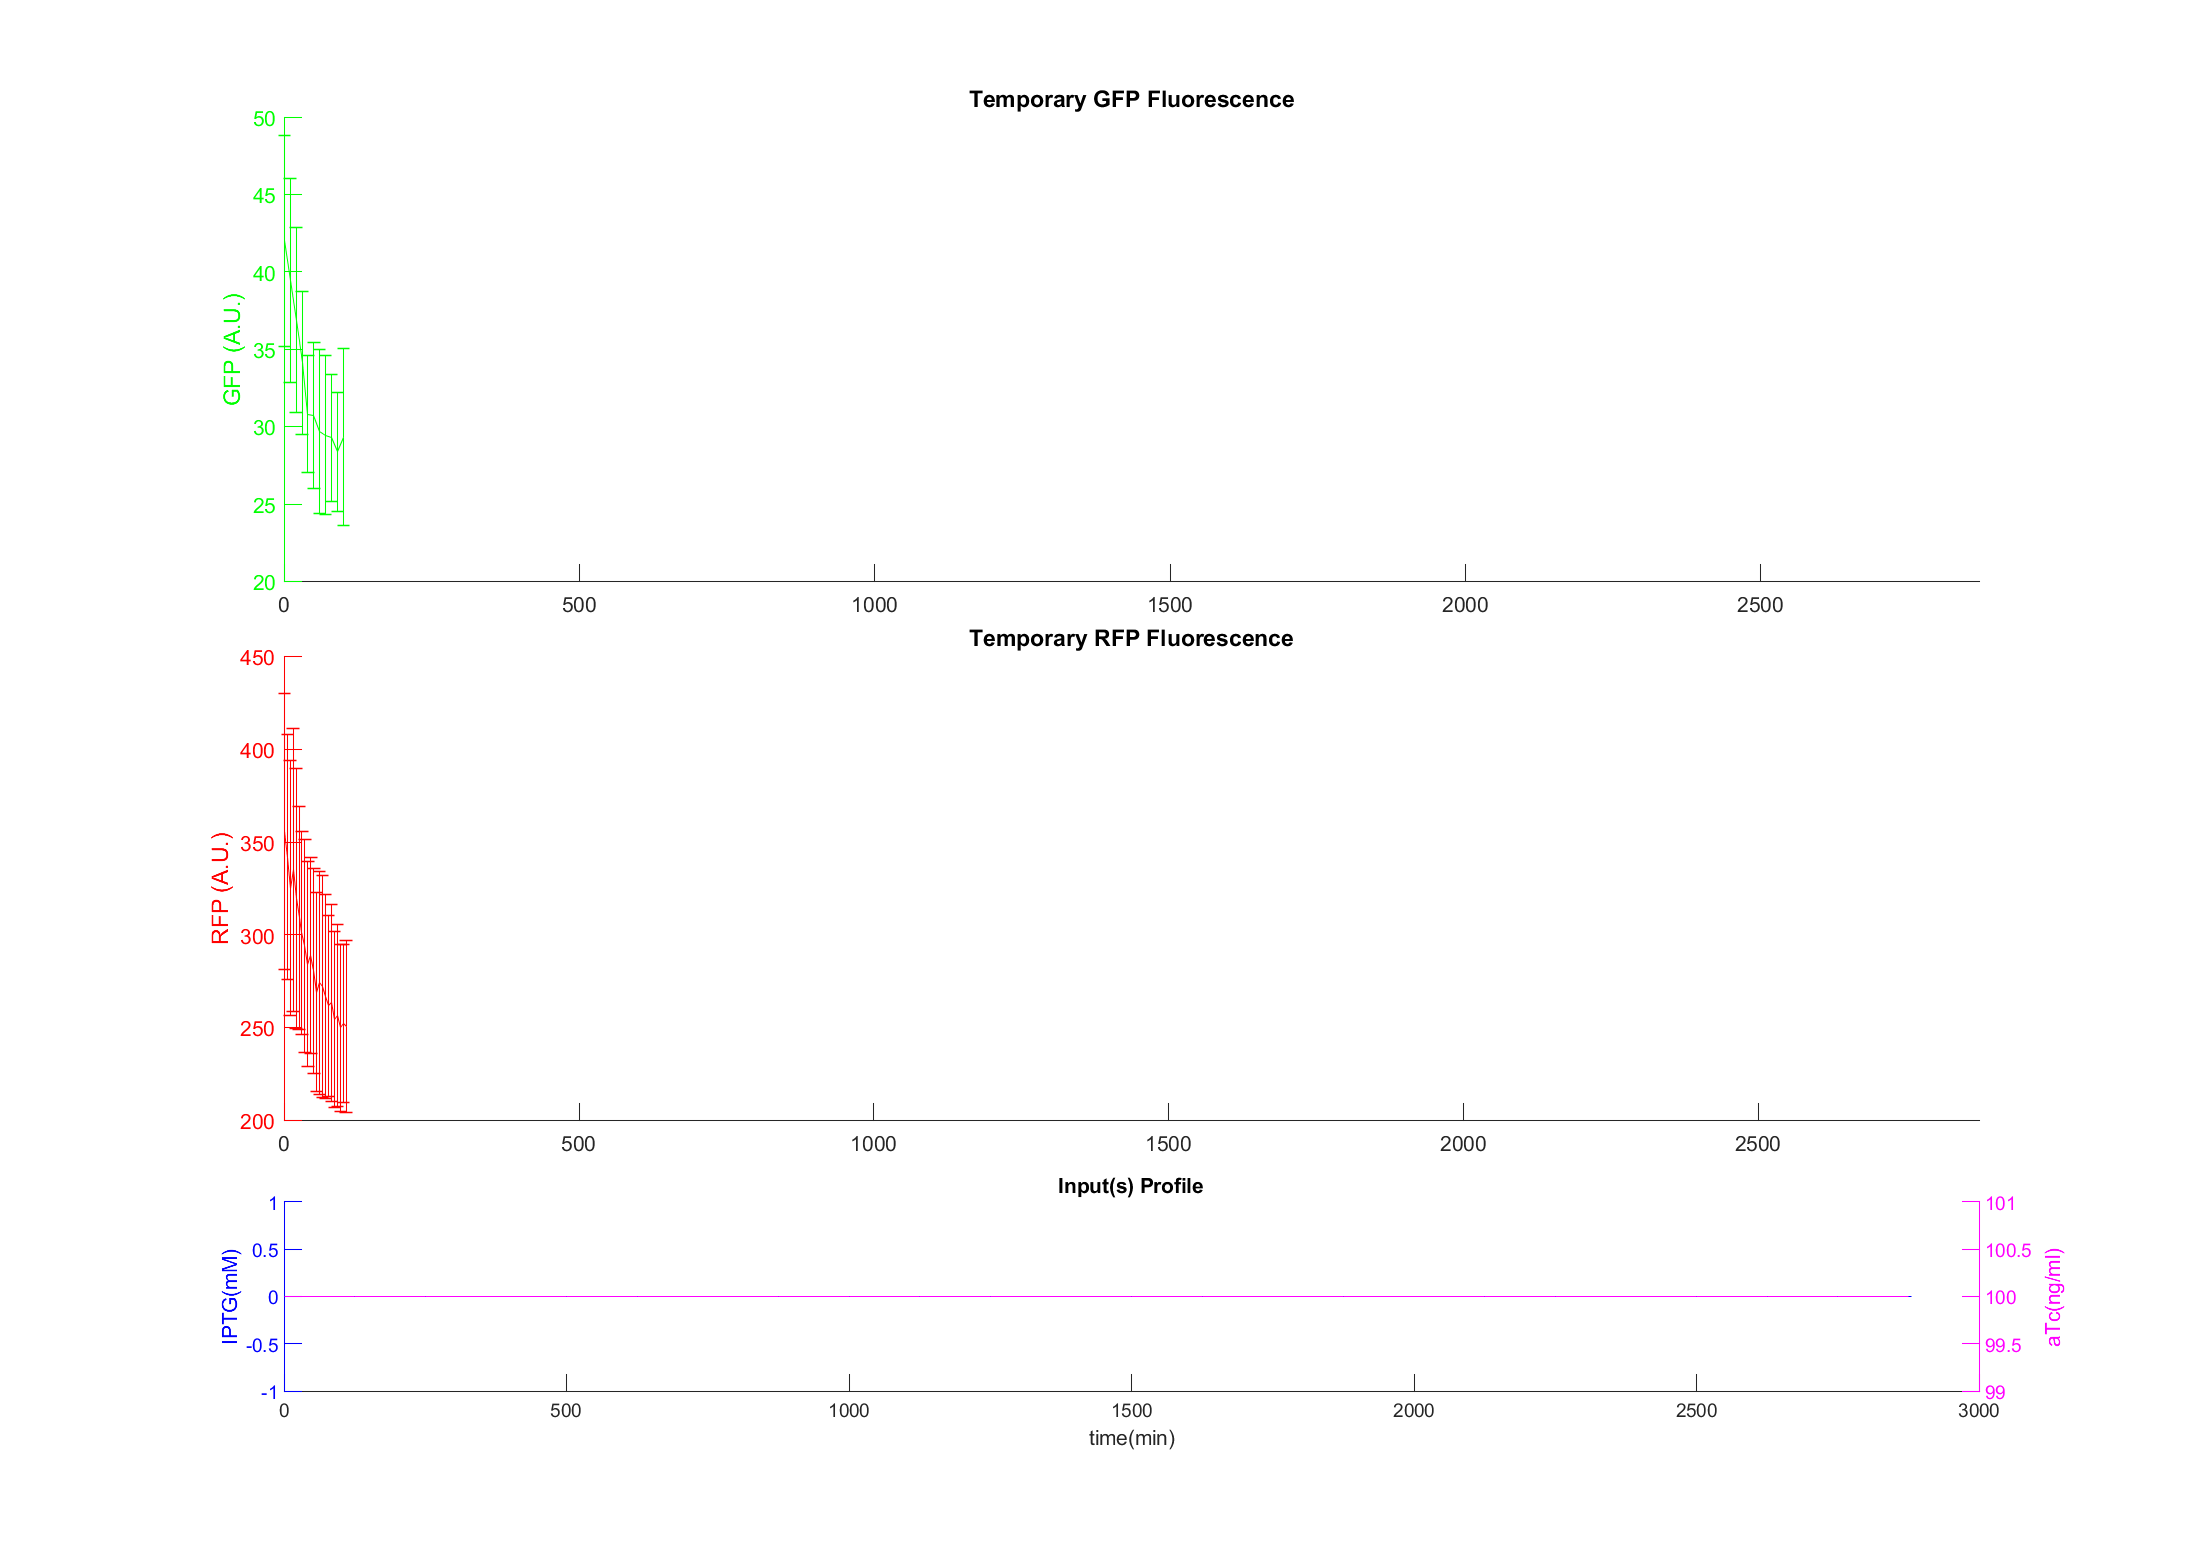 Temporary GFP Fluorescence
50
45
40
35
30
25
20
GFP (A.U.)
0 500 1000 1500 2000 2500
Temporary RFP Fluorescence
450
400
350
300
250
200
RFP (A.U.)
0 500 1000 1500 2000 2500
Input(s) Profile
1
0.5
0
-0.5
-1
IPTG(mM)
101
100.5
100
99.5
99
aTc(ng/ml)
0 500 1000 1500 2000 2500 3000
time(min)